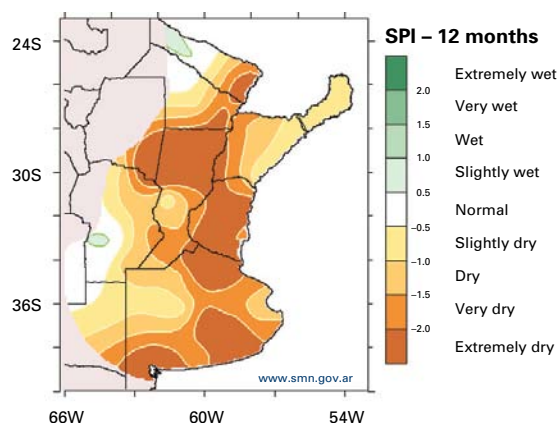 SPI – 12 months
24S
30S
36S
66W
60W
54W
www.smn.gov.ar
Extremely wet
2.0
Very wet
1.5
Wet
1.0
Slightly wet
0.5
Normal
–0.5
Slightly dry
–1.0
Dry
–1.5
Very dry
–2.0
Extremely dry